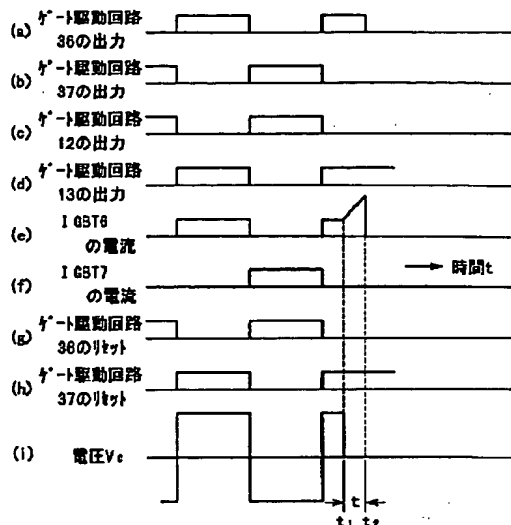 (a) ゲート駆動回路
36の出力
(b) ゲート駆動回路
37の出力
(c) ゲート駆動回路
12の出力
(d) ゲート駆動回路
13の出力
(e) IGBT6
の電流
→ 時間t
(f) IGBT7
の電流
(g) ゲート駆動回路
36のリセット
(h) ゲート駆動回路
37のリセット
(i) 電圧Vc
t
t₁ t₂